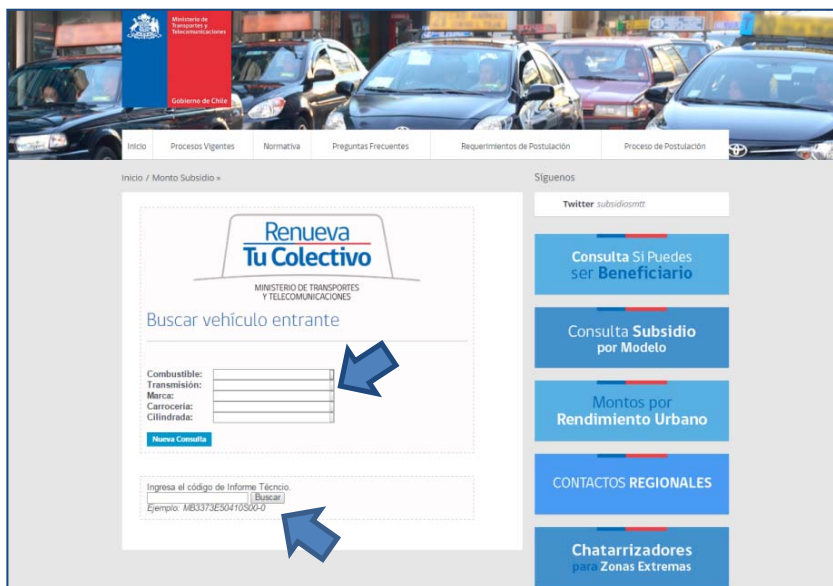 Ministerio de
Transportes y
Telecomunicaciones
Gobierno de Chile
Inicio Procesos Vigentes Normativa Preguntas Frecuentes Requerimientos de Postulación Proceso de Postulación
Inicio / Monto Subsidio »
Renueva
Tu Colectivo
MINISTERIO DE TRANSPORTES
Y TELECOMUNICACIONES
Buscar vehículo entrante
Combustible:
Transmisión:
Marca:
Carrocería:
Cilindrada:
Nueva Consulta
Ingresa el código de Informe Técncio.
Buscar
Ejemplo: MB3373E50410S00-0
Síguenos
Twitter subsidiosmtt
Consulta Si Puedes
ser Beneficiario
Consulta Subsidio
por Modelo
Montos por
Rendimiento Urbano
CONTACTOS REGIONALES
Chatarrizadores
para Zonas Extremas